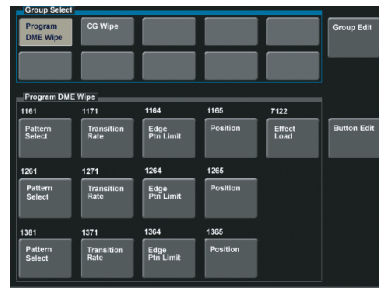 Group Select
Program DME Wipe
CG Wipe
Group Edit
Program DME Wipe
1161 1171 1164 1165 7122
Pattern Select
Transition Rate
Edge Ptn Limit
Position
Effect Load
Button Edit
1261 1271 1264 1265
Pattern Select
Transition Rate
Edge Ptn Limit
Position
1361 1371 1364 1365
Pattern Select
Transition Rate
Edge Ptn Limit
Position